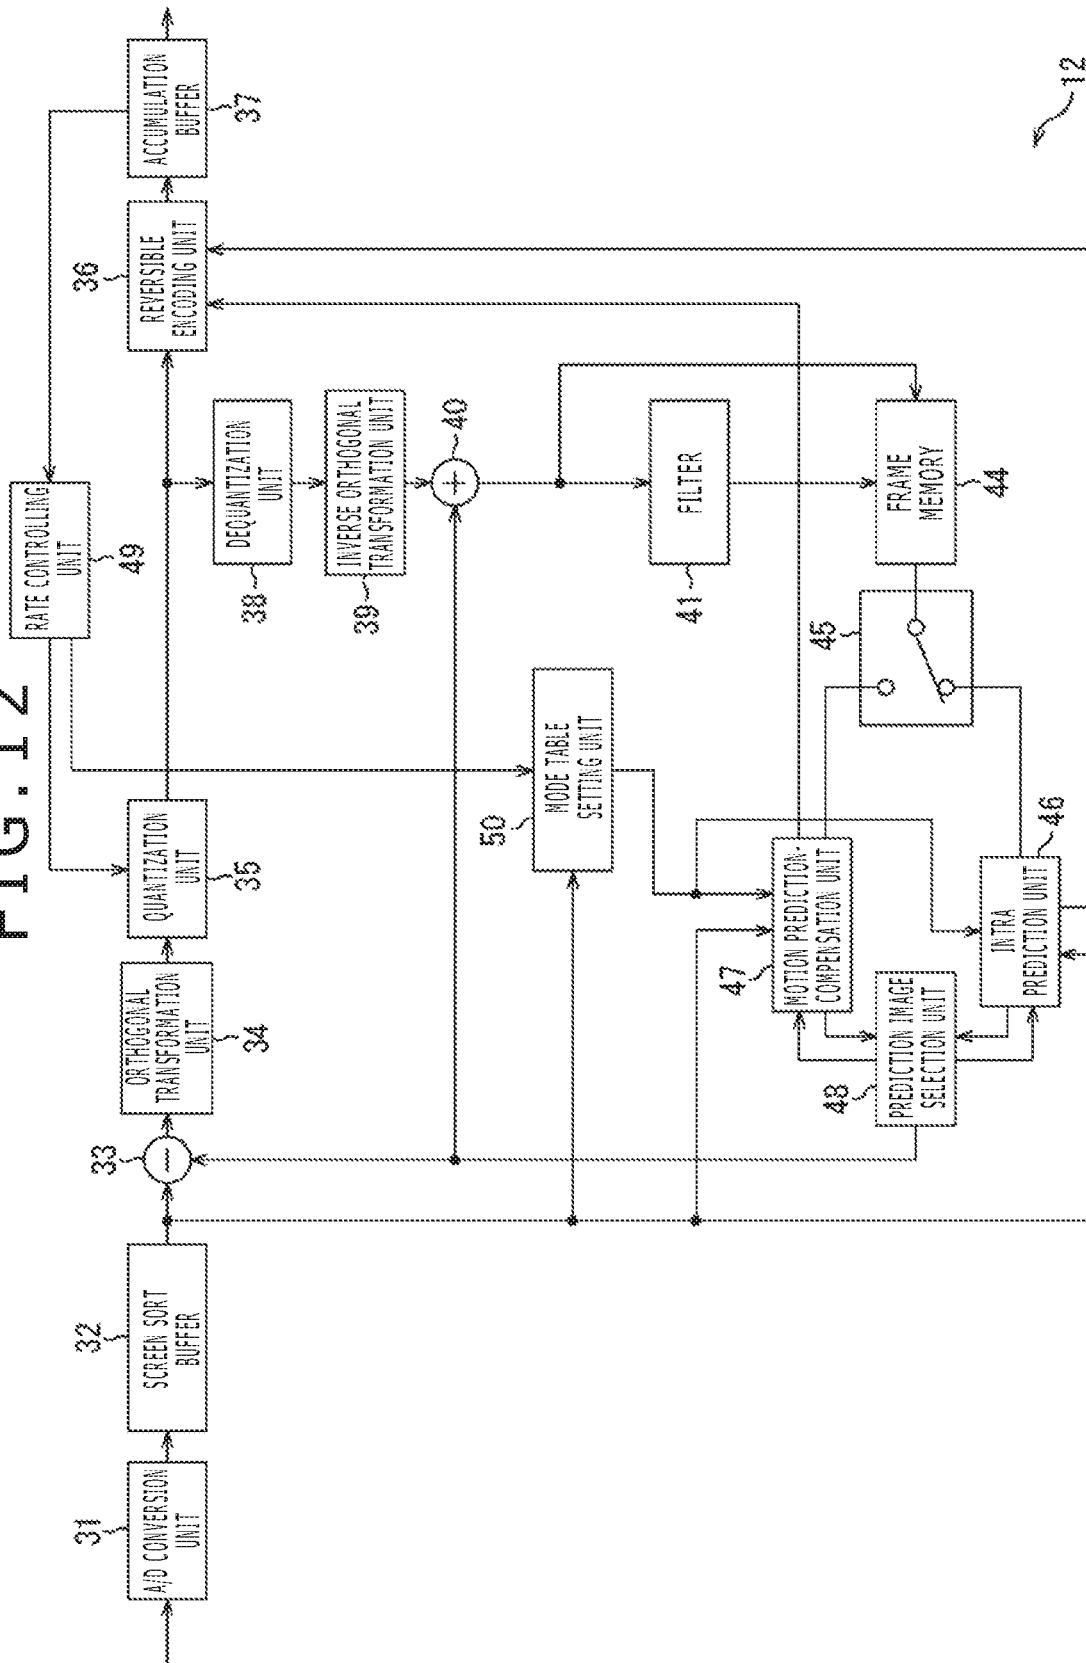 FIG.12
RATE CONTROLLING
UNIT
49
31
A/D CONVERSION
UNIT
32
SCREEN SORT
BUFFER
33
−
ORTHOGONAL
TRANSFORMATION
UNIT
34
QUANTIZATION
UNIT
35
36
REVERSIBLE
ENCODING UNIT
ACCUMULATION
BUFFER
37
DEQUANTIZATION
UNIT
38
INVERSE ORTHOGONAL
TRANSFORMATION UNIT
39
+
40
50
MODE TABLE
SETTING UNIT
FILTER
41
47
MOTION PREDICTION-
COMPENSATION UNIT
45
FRAME
MEMORY
44
48
PREDICTION IMAGE
SELECTION UNIT
INTRA
PREDICTION UNIT
46
12